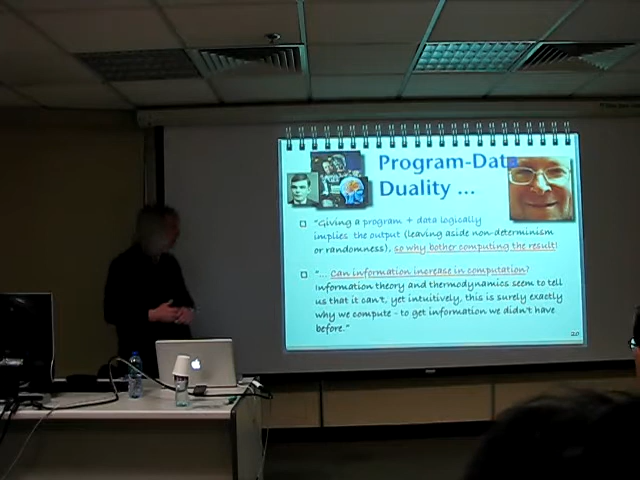 Program-Data
Duality ...
"Giving a program + data logically
implies the output (leaving aside non-determinism
or randomness), so why bother computing the result!
"... Can information increase in computation?
Information theory and thermodynamics seem to tell
us that it can't, yet intuitively, this is surely exactly
why we compute - to get information we didn't have
before."
20